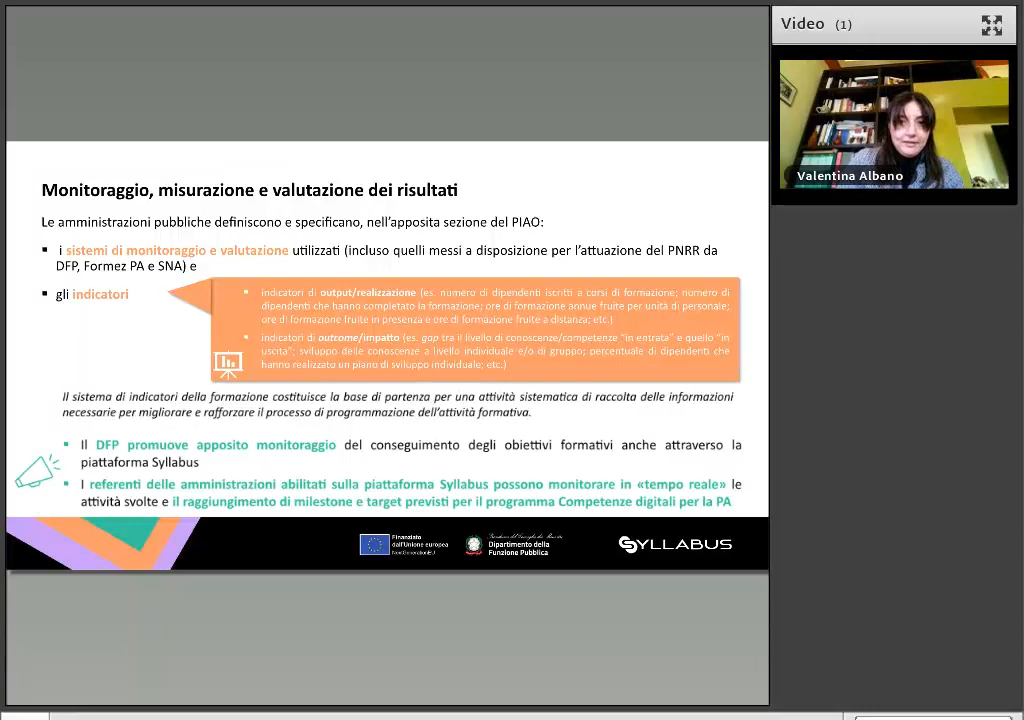 Video (1)
Valentina Albano
Monitoraggio, misurazione e valutazione dei risultati
Le amministrazioni pubbliche definiscono e specificano, nell'apposita sezione del PIAO:
▪ i sistemi di monitoraggio e valutazione utilizzati (incluso quelli messi a disposizione per l'attuazione del PNRR da
DFP, Formez PA e SNA) e
▪ gli indicatori
▪ indicatori di output/realizzazione (es. numero di dipendenti iscritti a corsi di formazione; numero di
dipendenti che hanno completato la formazione; ore di formazione annue fruite per unità di personale;
ore di formazione fruite in presenza e ore di formazione fruite a distanza; etc.)
▪ indicatori di outcome/impatto (es. gap tra il livello di conoscenze/competenze "in entrata" e quello "in
uscita"; sviluppo delle conoscenze a livello individuale e/o di gruppo; percentuale di dipendenti che
hanno realizzato un piano di sviluppo individuale; etc.)
Il sistema di indicatori della formazione costituisce la base di partenza per una attività sistematica di raccolta delle informazioni
necessarie per migliorare e rafforzare il processo di programmazione dell'attività formativa.
▪ Il DFP promuove apposito monitoraggio del conseguimento degli obiettivi formativi anche attraverso la
piattaforma Syllabus
▪ I referenti delle amministrazioni abilitati sulla piattaforma Syllabus possono monitorare in «tempo reale» le
attività svolte e il raggiungimento di milestone e target previsti per il programma Competenze digitali per la PA
Finanziato
dall'Unione europea
NextGenerationEU
Dipartimento della
Funzione Pubblica
SYLLABUS